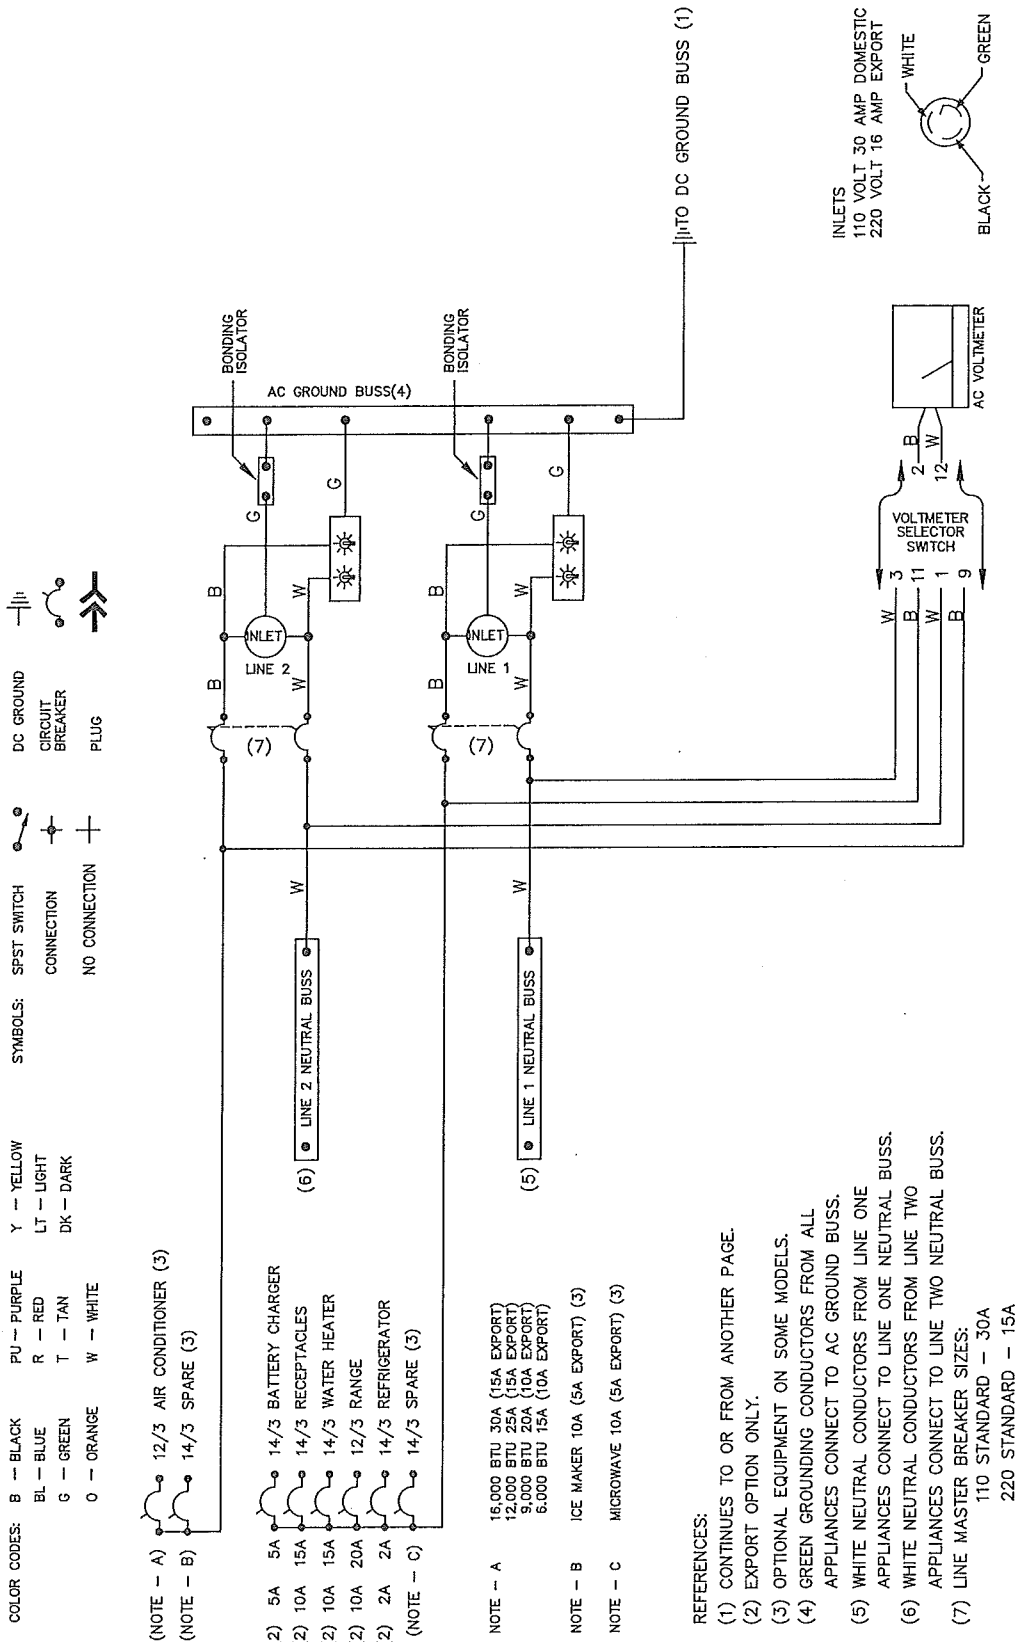 COLOR CODES: B -- BLACK PU -- PURPLE Y -- YELLOW
BL -- BLUE R -- RED LT -- LIGHT
G -- GREEN T -- TAN DK -- DARK
O -- ORANGE W -- WHITE
SYMBOLS: SPST SWITCH DC GROUND
CONNECTION CIRCUIT
BREAKER
NO CONNECTION PLUG
(NOTE -- A) 12/3 AIR CONDITIONER (3)
(NOTE -- B) 14/3 SPARE (3)
2) 5A 5A 14/3 BATTERY CHARGER
2) 10A 15A 14/3 RECEPTACLES
2) 10A 15A 14/3 WATER HEATER
2) 10A 20A 12/3 RANGE
2) 2A 2A 14/3 REFRIGERATOR
(NOTE -- C) 14/3 SPARE (3)
NOTE -- A 16,000 BTU 30A (15A EXPORT)
12,000 BTU 25A (15A EXPORT)
9,000 BTU 20A (10A EXPORT)
6.000 BTU 15A (10A EXPORT)
NOTE -- B ICE MAKER 10A (5A EXPORT) (3)
NOTE -- C MICROWAVE 10A (5A EXPORT) (3)
REFERENCES:
(1) CONTINUES TO OR FROM ANOTHER PAGE.
(2) EXPORT OPTION ONLY.
(3) OPTIONAL EQUIPMENT ON SOME MODELS.
(4) GREEN GROUNDING CONDUCTORS FROM ALL
APPLIANCES CONNECT TO AC GROUND BUSS.
(5) WHITE NEUTRAL CONDUCTORS FROM LINE ONE
APPLIANCES CONNECT TO LINE ONE NEUTRAL BUSS.
(6) WHITE NEUTRAL CONDUCTORS FROM LINE TWO
APPLIANCES CONNECT TO LINE TWO NEUTRAL BUSS.
(7) LINE MASTER BREAKER SIZES:
110 STANDARD -- 30A
220 STANDARD -- 15A
(6)
LINE 2 NEUTRAL BUSS
W
(5)
LINE 1 NEUTRAL BUSS
W
B
W
(7)
B
W
INLET
LINE 2
G
G
BONDING
ISOLATOR
B
W
(7)
B
W
INLET
LINE 1
G
G
BONDING
ISOLATOR
AC GROUND BUSS(4)
TO DC GROUND BUSS (1)
W 3
B 11
W 1
B 9
VOLTMETER
SELECTOR
SWITCH
2 B
12 W
AC VOLTMETER
INLETS
110 VOLT 30 AMP DOMESTIC
220 VOLT 16 AMP EXPORT
WHITE
BLACK
GREEN